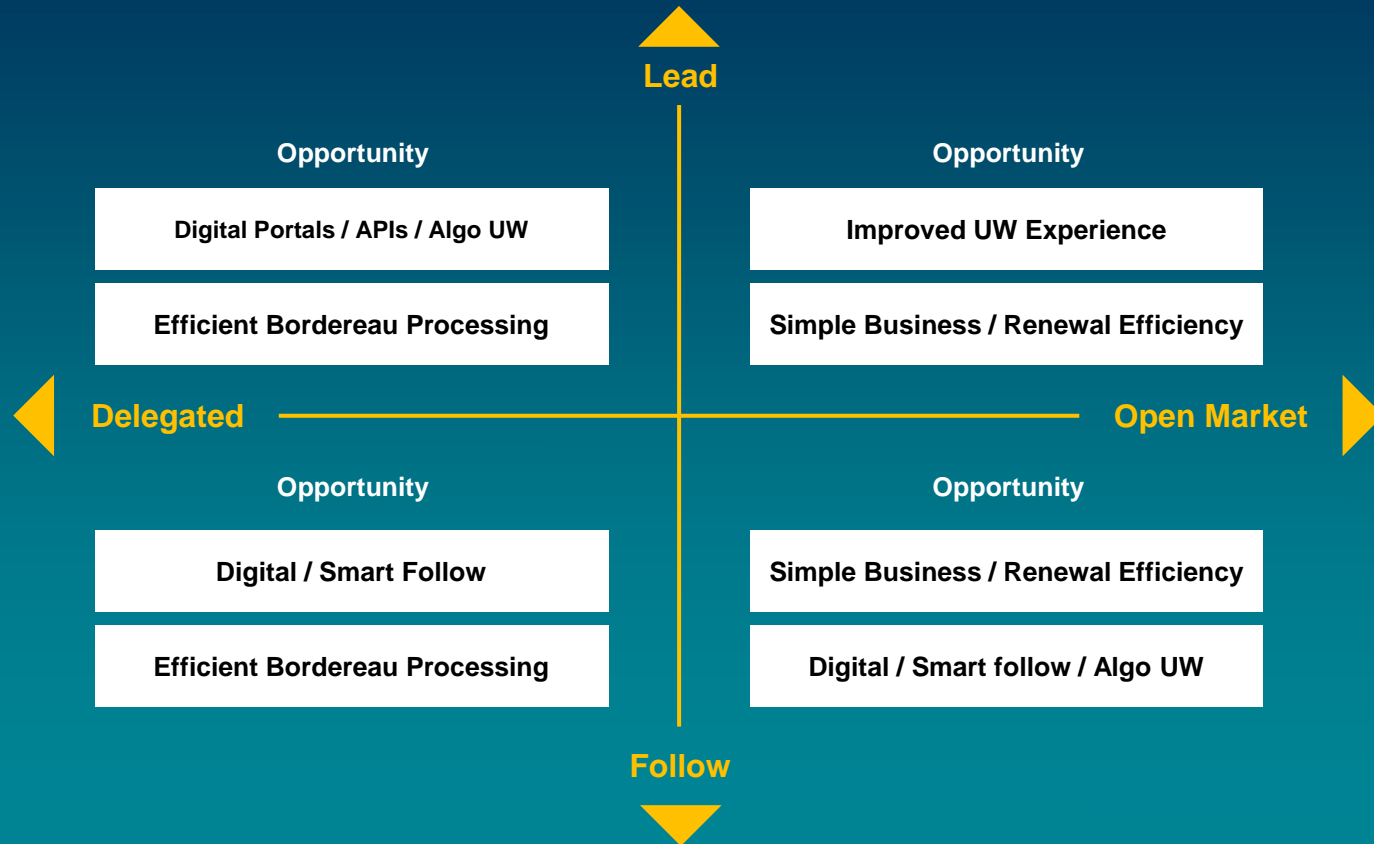 Lead
Opportunity
Opportunity
Digital Portals / APIs / Algo UW
Improved UW Experience
Efficient Bordereau Processing
Simple Business / Renewal Efficiency
Delegated
Open Market
Opportunity
Opportunity
Digital / Smart Follow
Simple Business / Renewal Efficiency
Efficient Bordereau Processing
Digital / Smart follow / Algo UW
Follow